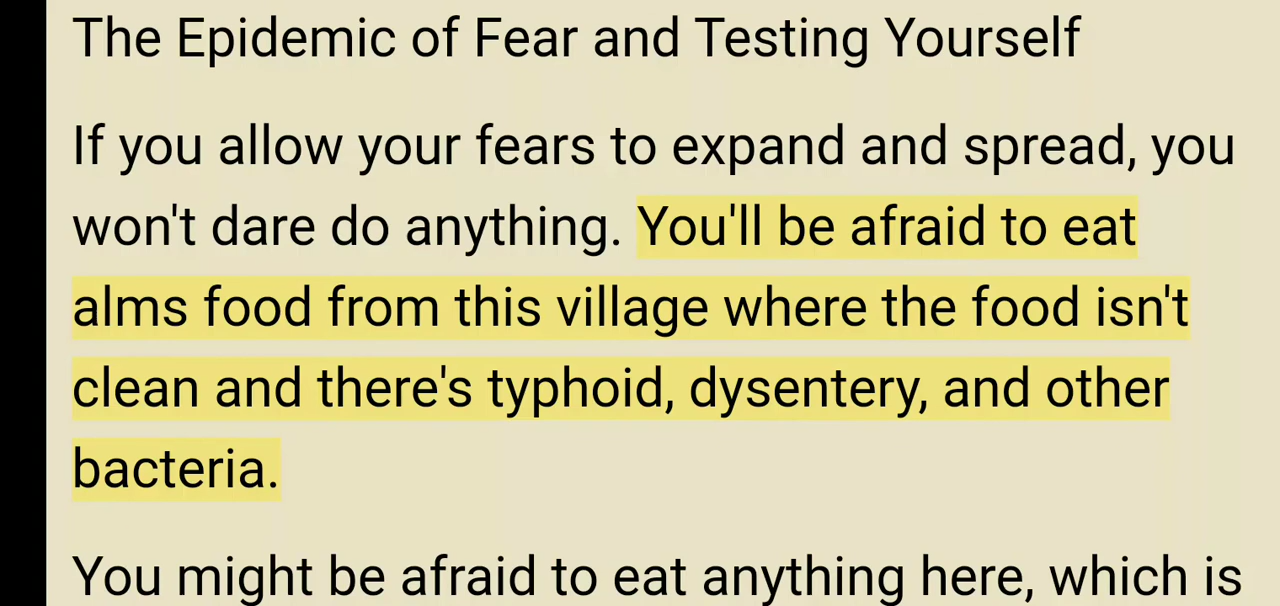 The Epidemic of Fear and Testing Yourself
If you allow your fears to expand and spread, you
won't dare do anything. You'll be afraid to eat
alms food from this village where the food isn't
clean and there's typhoid, dysentery, and other
bacteria.
You might be afraid to eat anything here, which is